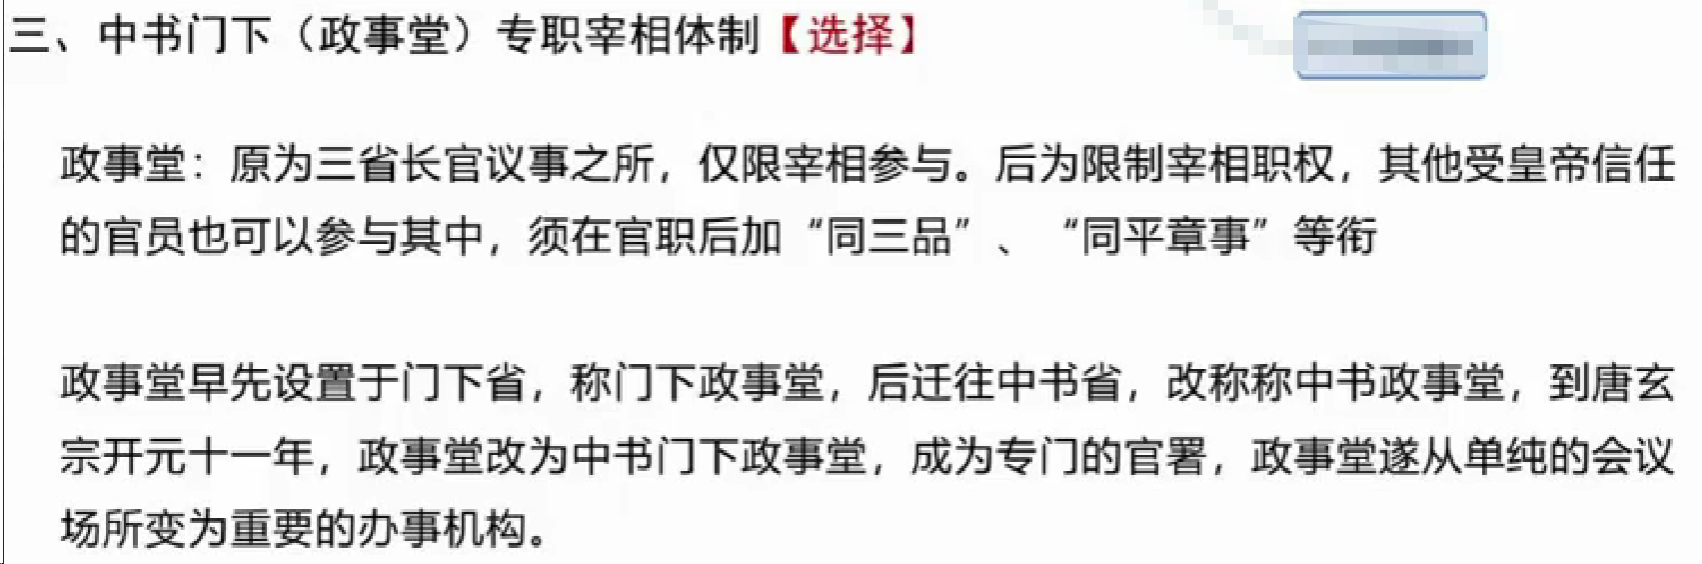 三、中书门下（政事堂）专职宰相体制【选择】
政事堂：原为三省长官议事之所，仅限宰相参与。后为限制宰相职权，其他受皇帝信任
的官员也可以参与其中，须在官职后加“同三品”、“同平章事”等衔
政事堂早先设置于门下省，称门下政事堂，后迁往中书省，改称称中书政事堂，到唐玄
宗开元十一年，政事堂改为中书门下政事堂，成为专门的官署，政事堂遂从单纯的会议
场所变为重要的办事机构。